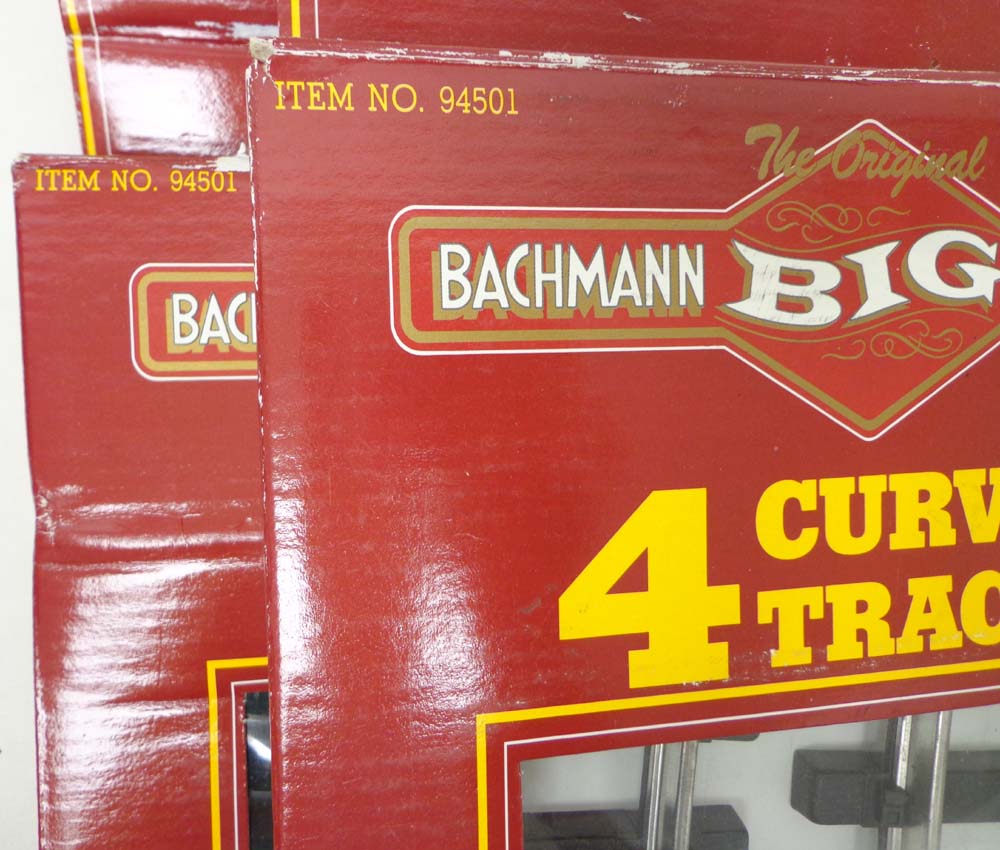 ITEM NO. 94501
The Original
BACHMANN BIG
4 CURV
TRAC
ITEM NO. 94501
BAC